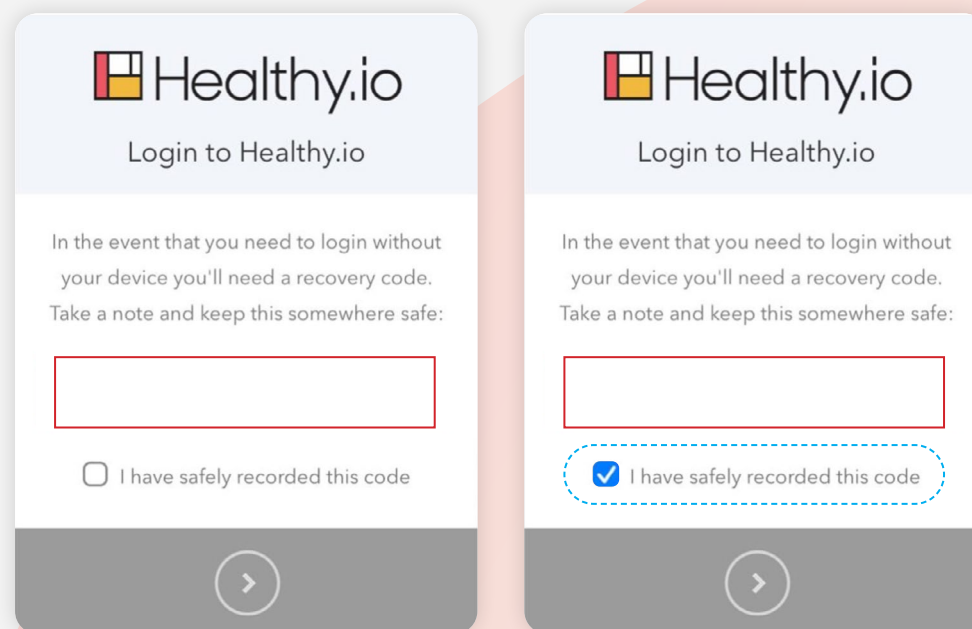 Healthy.io
Login to Healthy.io
In the event that you need to login without
your device you'll need a recovery code.
Take a note and keep this somewhere safe:
I have safely recorded this code
Healthy.io
Login to Healthy.io
In the event that you need to login without
your device you'll need a recovery code.
Take a note and keep this somewhere safe:
I have safely recorded this code